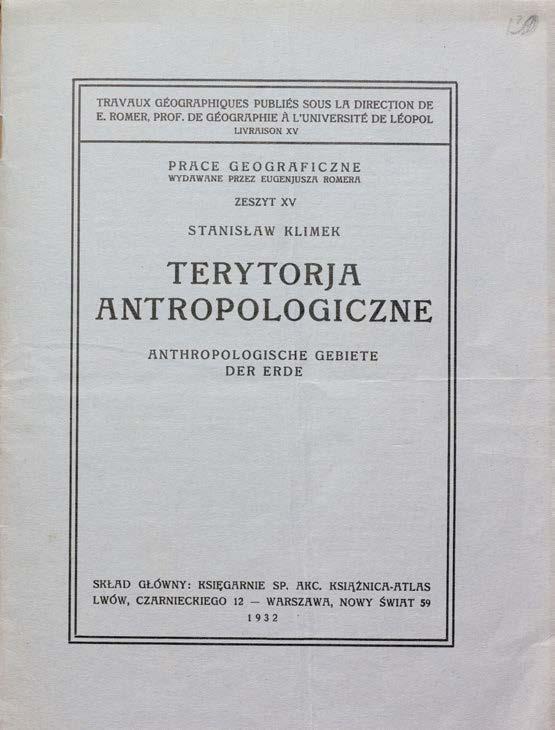 TRAVAUX GÉOGRAPHIQUES PUBLIÉS SOUS LA DIRECTION DE
E. ROMER, PROF. DE GÉOGRAPHIE À L'UNIVERSITÉ DE LÉOPOL
LIVRAISON XV
PRACE GEOGRAFICZNE
WYDAWANE PRZEZ EUGENJUSZA ROMERA
ZESZYT XV
STANISŁAW KLIMEK
TERYTORJA
ANTROPOLOGICZNE
ANTHROPOLOGISCHE GEBIETE
DER ERDE
SKŁAD GŁÓWNY: KSIĘGARNIE SP. AKC. KSIĄŻNICA-ATLAS
LWÓW, CZARNIECKIEGO 12 — WARSZAWA, NOWY ŚWIAT 59
1932